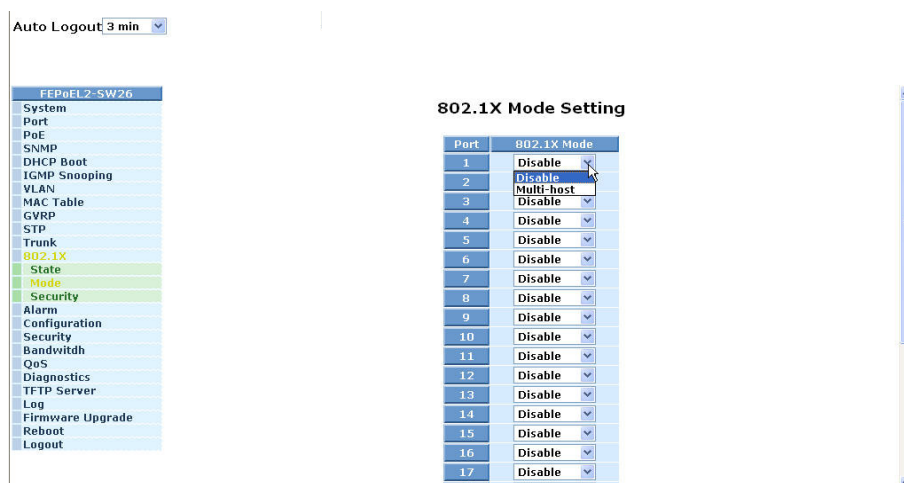 Auto Logout 3 min
FEPoEL2-SW26
System
Port
PoE
SNMP
DHCP Boot
IGMP Snooping
VLAN
MAC Table
GVRP
STP
Trunk
802.1X
State
Mode
Security
Alarm
Configuration
Security
Bandwitdh
QoS
Diagnostics
TFTP Server
Log
Firmware Upgrade
Reboot
Logout
802.1X Mode Setting
Port 802.1X Mode
1 Disable
Disable
2
Multi-host
3 Disable
4 Disable
5 Disable
6 Disable
7 Disable
8 Disable
9 Disable
10 Disable
11 Disable
12 Disable
13 Disable
14 Disable
15 Disable
16 Disable
17 Disable